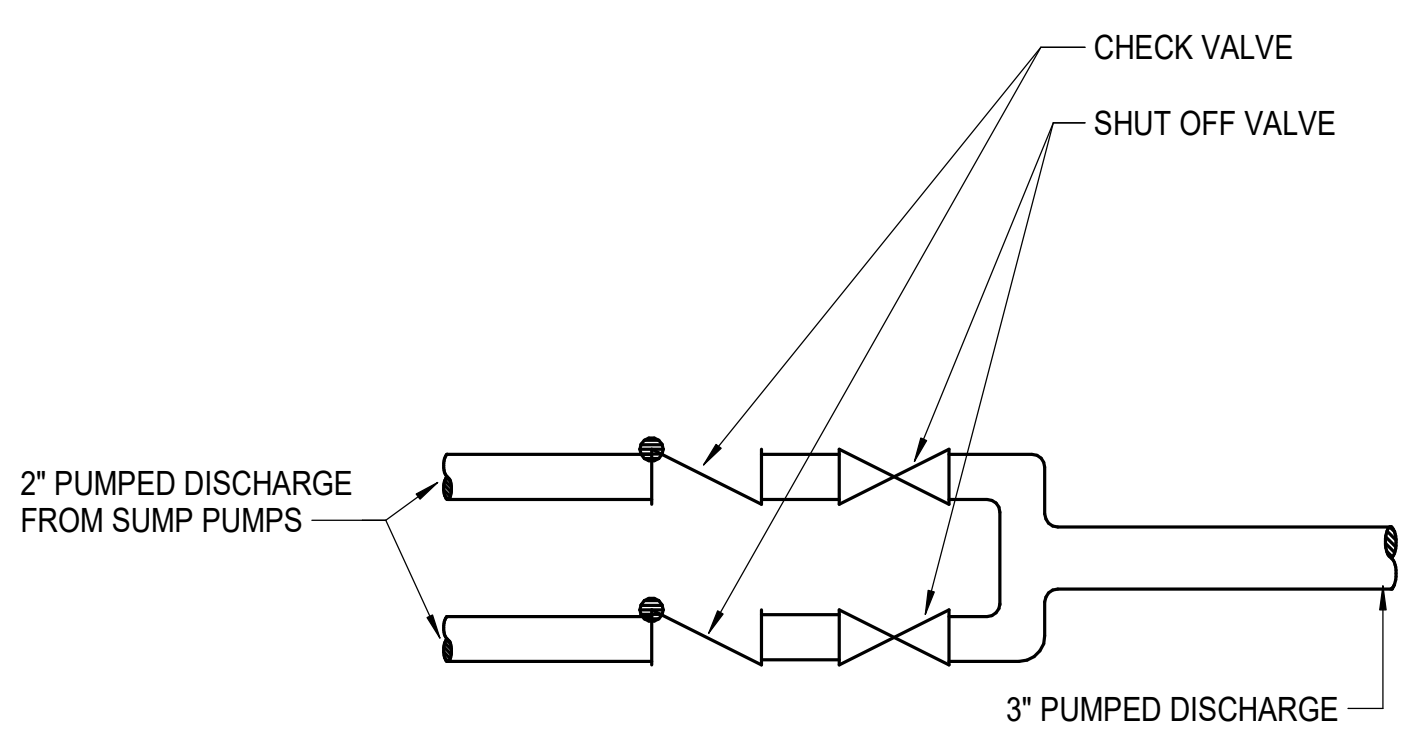 CHECK VALVE
SHUT OFF VALVE
2" PUMPED DISCHARGE
FROM SUMP PUMPS
3" PUMPED DISCHARGE